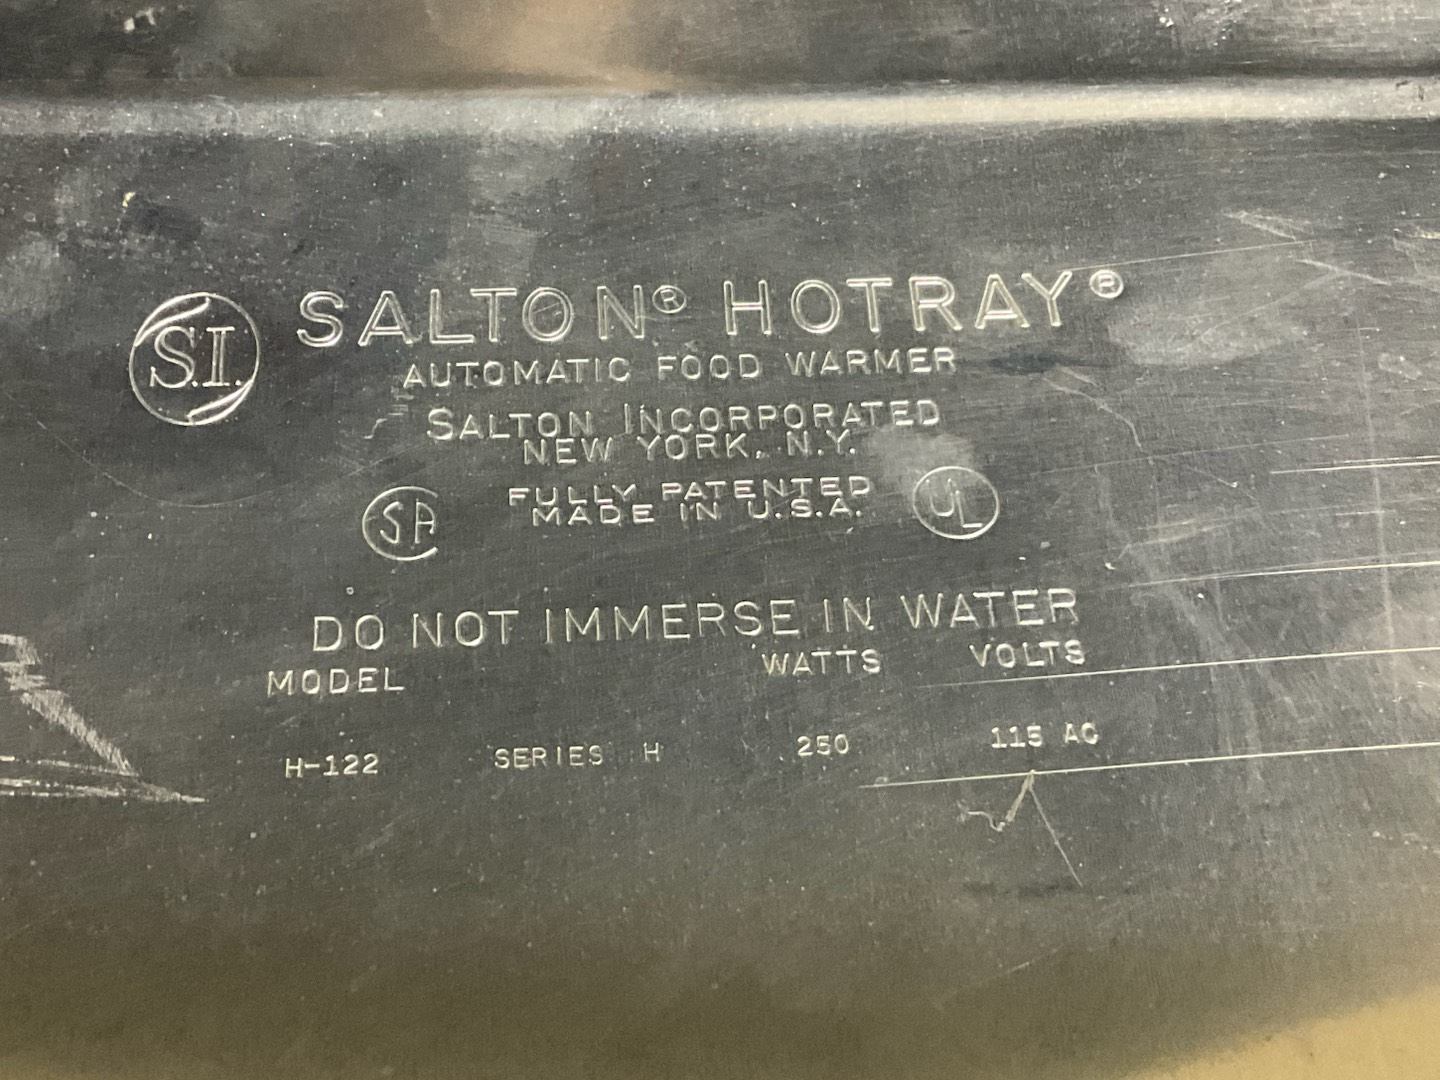 S.I. SALTON® HOTRAY®
AUTOMATIC FOOD WARMER
SALTON INCORPORATED
NEW YORK, N.Y.
SA FULLY PATENTED UL
MADE IN U.S.A.
DO NOT IMMERSE IN WATER
MODEL WATTS VOLTS
H-122 SERIES H 250 115 AC